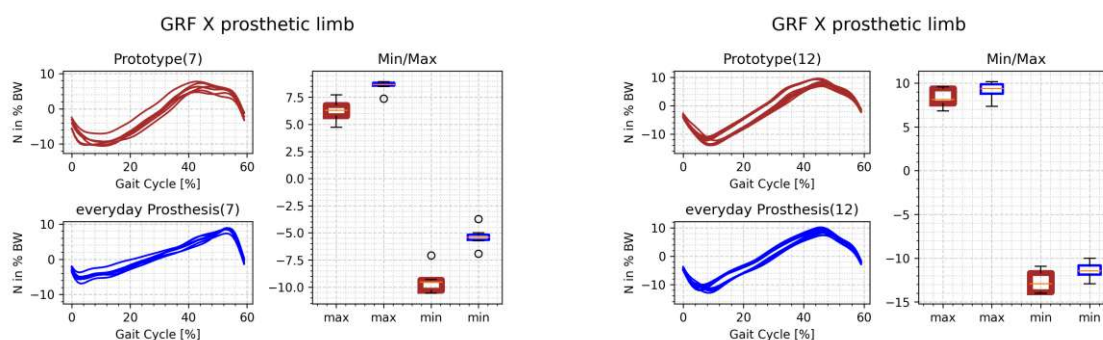 GRF X prosthetic limb
Prototype(7)
N in % BW
10
0
−10
0 20 40 60
Gait Cycle [%]
everyday Prosthesis(7)
N in % BW
10
0
−10
0 20 40 60
Gait Cycle [%]
Min/Max
7.5
5.0
2.5
0.0
−2.5
−5.0
−7.5
−10.0
max max min min
GRF X prosthetic limb
Prototype(12)
N in % BW
10
0
−10
0 20 40 60
Gait Cycle [%]
everyday Prosthesis(12)
N in % BW
10
0
−10
0 20 40 60
Gait Cycle [%]
Min/Max
10
5
0
−5
−10
−15
max max min min